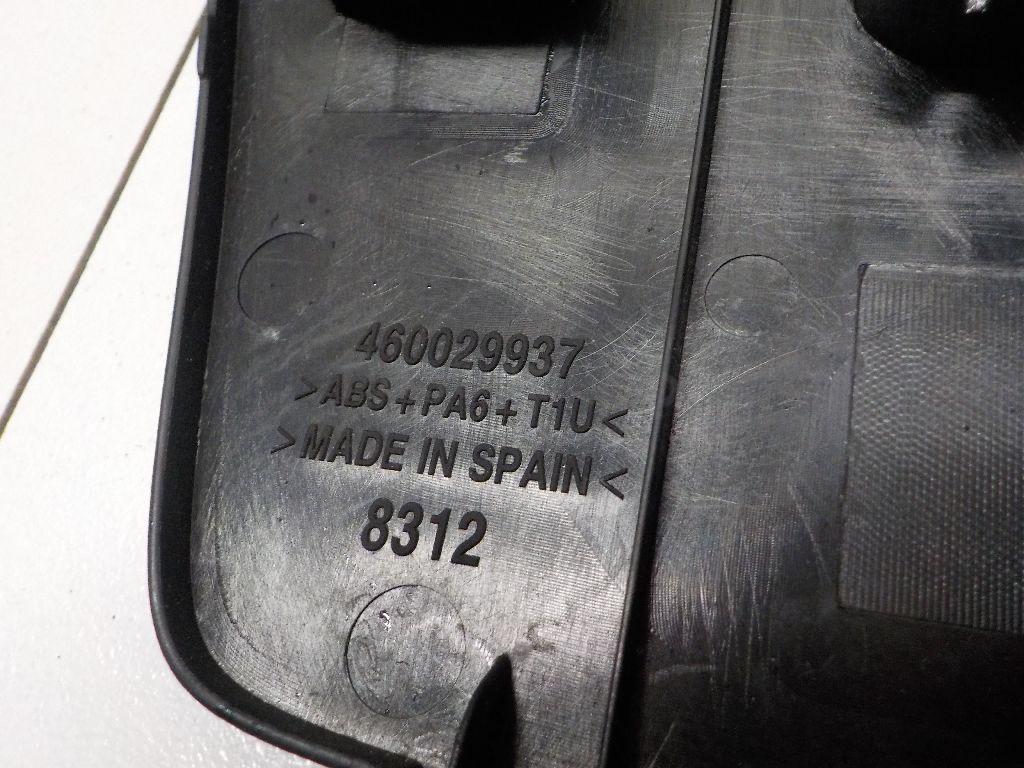 460029937
>ABS+PA6+T1U<
>MADE IN SPAIN<
8312